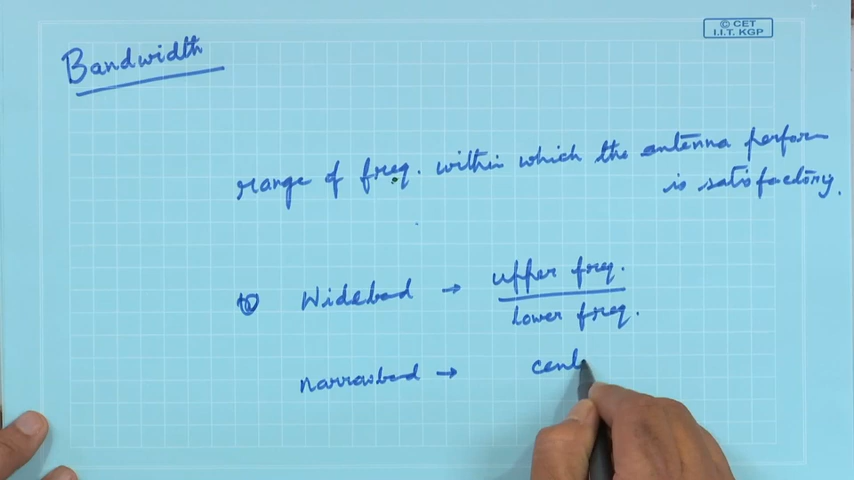 © CET
I.I.T. KGP
Bandwidth
range of freq. within which the antenna perfor
is satisfactory.
Wideband → upper freq.
lower freq.
narrowband → cent